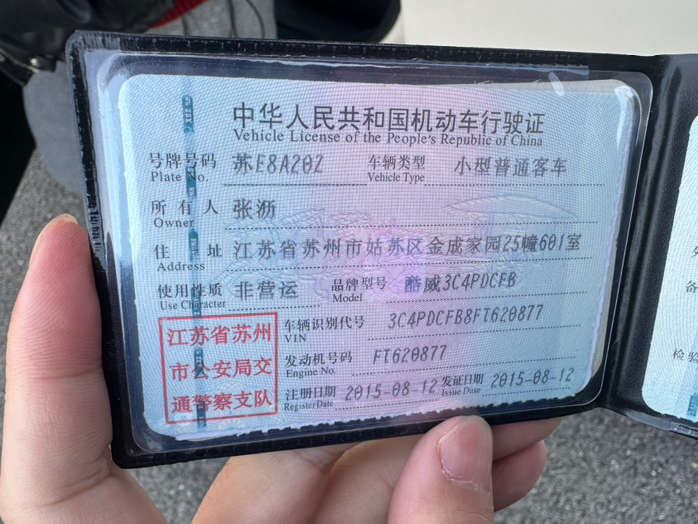 中华人民共和国机动车行驶证
Vehicle License of the People's Republic of China
号牌号码 苏E8A20Z 车辆类型 小型普通客车
Plate No. Vehicle Type
所有人 张沥
Owner
住址 江苏省苏州市姑苏区金成家园25幢601室
Address
使用性质 非营运 品牌型号 酷威3C4PDCFB
Use Character Model
江苏省苏州
市公安局交
通警察支队
车辆识别代号 3C4PDCFB8FT620877
VIN
发动机号码 FT620877
Engine No.
注册日期 2015-08-12 发证日期 2015-08-12
Register Date Issue Date
检验